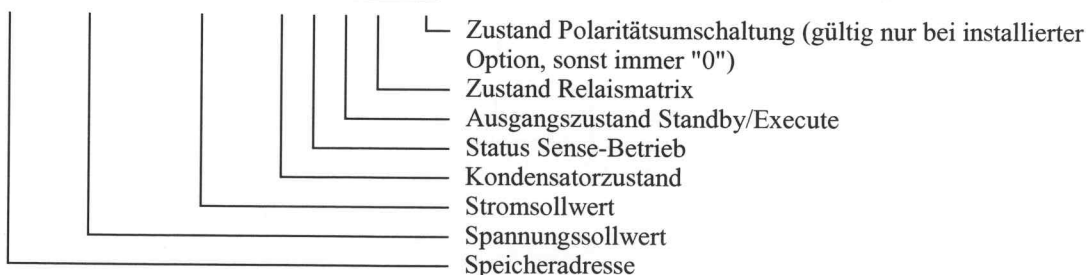 Zustand Polaritätsumschaltung (gültig nur bei installierter
Option, sonst immer "0")
Zustand Relaismatrix
Ausgangszustand Standby/Execute
Status Sense-Betrieb
Kondensatorzustand
Stromsollwert
Spannungssollwert
Speicheradresse